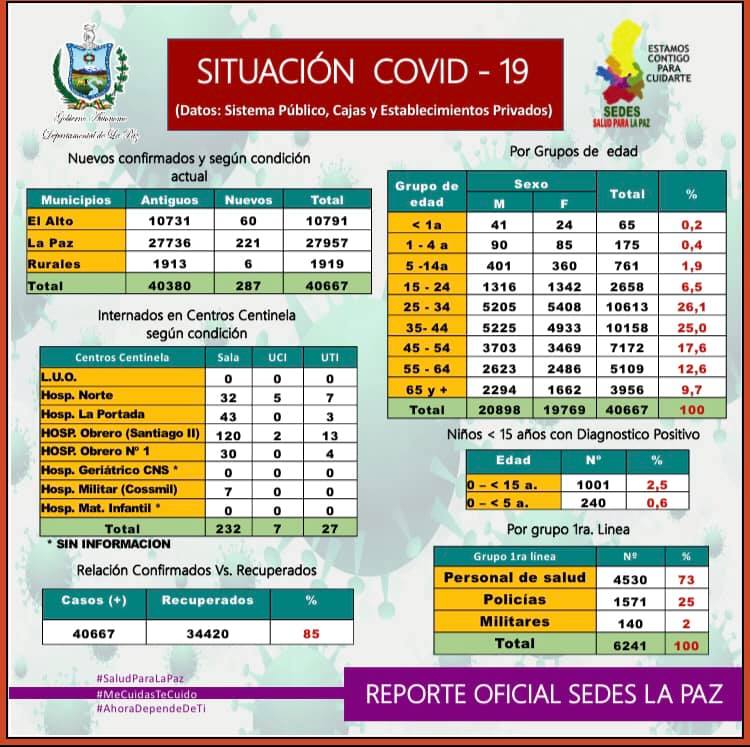 Gobierno Autónomo
Departamental de La Paz
SITUACIÓN COVID - 19
(Datos: Sistema Público, Cajas y Establecimientos Privados)
ESTAMOS
CONTIGO
PARA
CUIDARTE
SEDES
SALUD PARA LA PAZ
Nuevos confirmados y según condición
actual
Municipios Antiguos Nuevos Total
El Alto 10731 60 10791
La Paz 27736 221 27957
Rurales 1913 6 1919
Total 40380 287 40667
Internados en Centros Centinela
según condición
Centros Centinela Sala UCI UTI
L.U.O. 0 0 0
Hosp. Norte 32 5 7
Hosp. La Portada 43 0 3
HOSP. Obrero (Santiago II) 120 2 13
HOSP. Obrero Nº 1 30 0 4
Hosp. Geriátrico CNS * 0 0 0
Hosp. Militar (Cossmil) 7 0 0
Hosp. Mat. Infantil * 0 0 0
Total 232 7 27
* SIN INFORMACION
Relación Confirmados Vs. Recuperados
Casos (+) Recuperados %
40667 34420 85
Por Grupos de edad
Grupo de edad Sexo Total %
M F
< 1a 41 24 65 0,2
1 - 4 a 90 85 175 0,4
5 -14a 401 360 761 1,9
15 - 24 1316 1342 2658 6,5
25 - 34 5205 5408 10613 26,1
35- 44 5225 4933 10158 25,0
45 - 54 3703 3469 7172 17,6
55 - 64 2623 2486 5109 12,6
65 y + 2294 1662 3956 9,7
Total 20898 19769 40667 100
Niños < 15 años con Diagnostico Positivo
Edad Nº %
0 – < 15 a. 1001 2,5
0 – < 5 a. 240 0,6
Por grupo 1ra. Linea
Grupo 1ra línea Nº %
Personal de salud 4530 73
Policías 1571 25
Militares 140 2
Total 6241 100
#SaludParaLaPaz
#MeCuidasTeCuido
#AhoraDependeDeTi
REPORTE OFICIAL SEDES LA PAZ